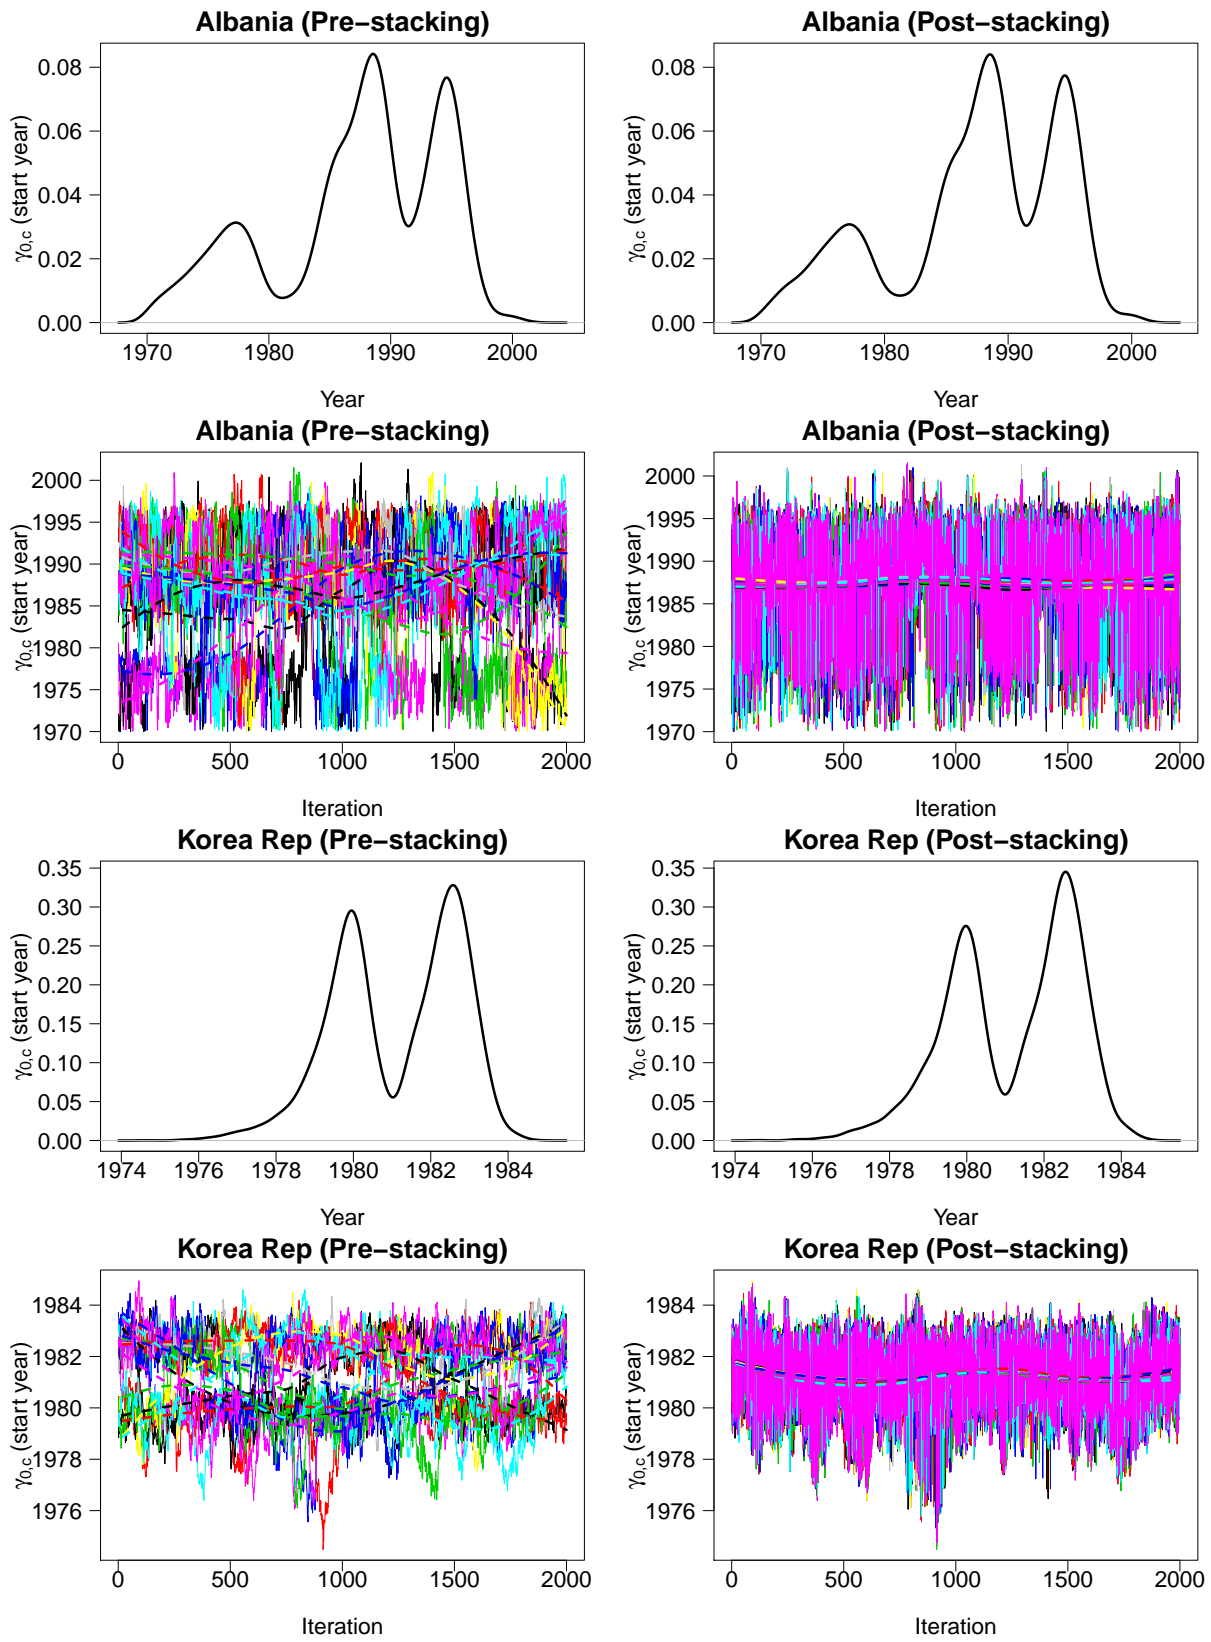 Albania (Pre−stacking)
γ0,c (start year)
0.08
0.06
0.04
0.02
0.00
1970 1980 1990 2000
Year
Albania (Post−stacking)
γ0,c (start year)
0.08
0.06
0.04
0.02
0.00
1970 1980 1990 2000
Year
Albania (Pre−stacking)
γ0,c (start year)
2000
1995
1990
1985
1980
1975
1970
0 500 1000 1500 2000
Iteration
Albania (Post−stacking)
γ0,c (start year)
2000
1995
1990
1985
1980
1975
1970
0 500 1000 1500 2000
Iteration
Korea Rep (Pre−stacking)
γ0,c (start year)
0.35
0.30
0.25
0.20
0.15
0.10
0.05
0.00
1974 1976 1978 1980 1982 1984
Year
Korea Rep (Post−stacking)
γ0,c (start year)
0.35
0.30
0.25
0.20
0.15
0.10
0.05
0.00
1974 1976 1978 1980 1982 1984
Year
Korea Rep (Pre−stacking)
γ0,c (start year)
1984
1982
1980
1978
1976
0 500 1000 1500 2000
Iteration
Korea Rep (Post−stacking)
γ0,c (start year)
1984
1982
1980
1978
1976
0 500 1000 1500 2000
Iteration